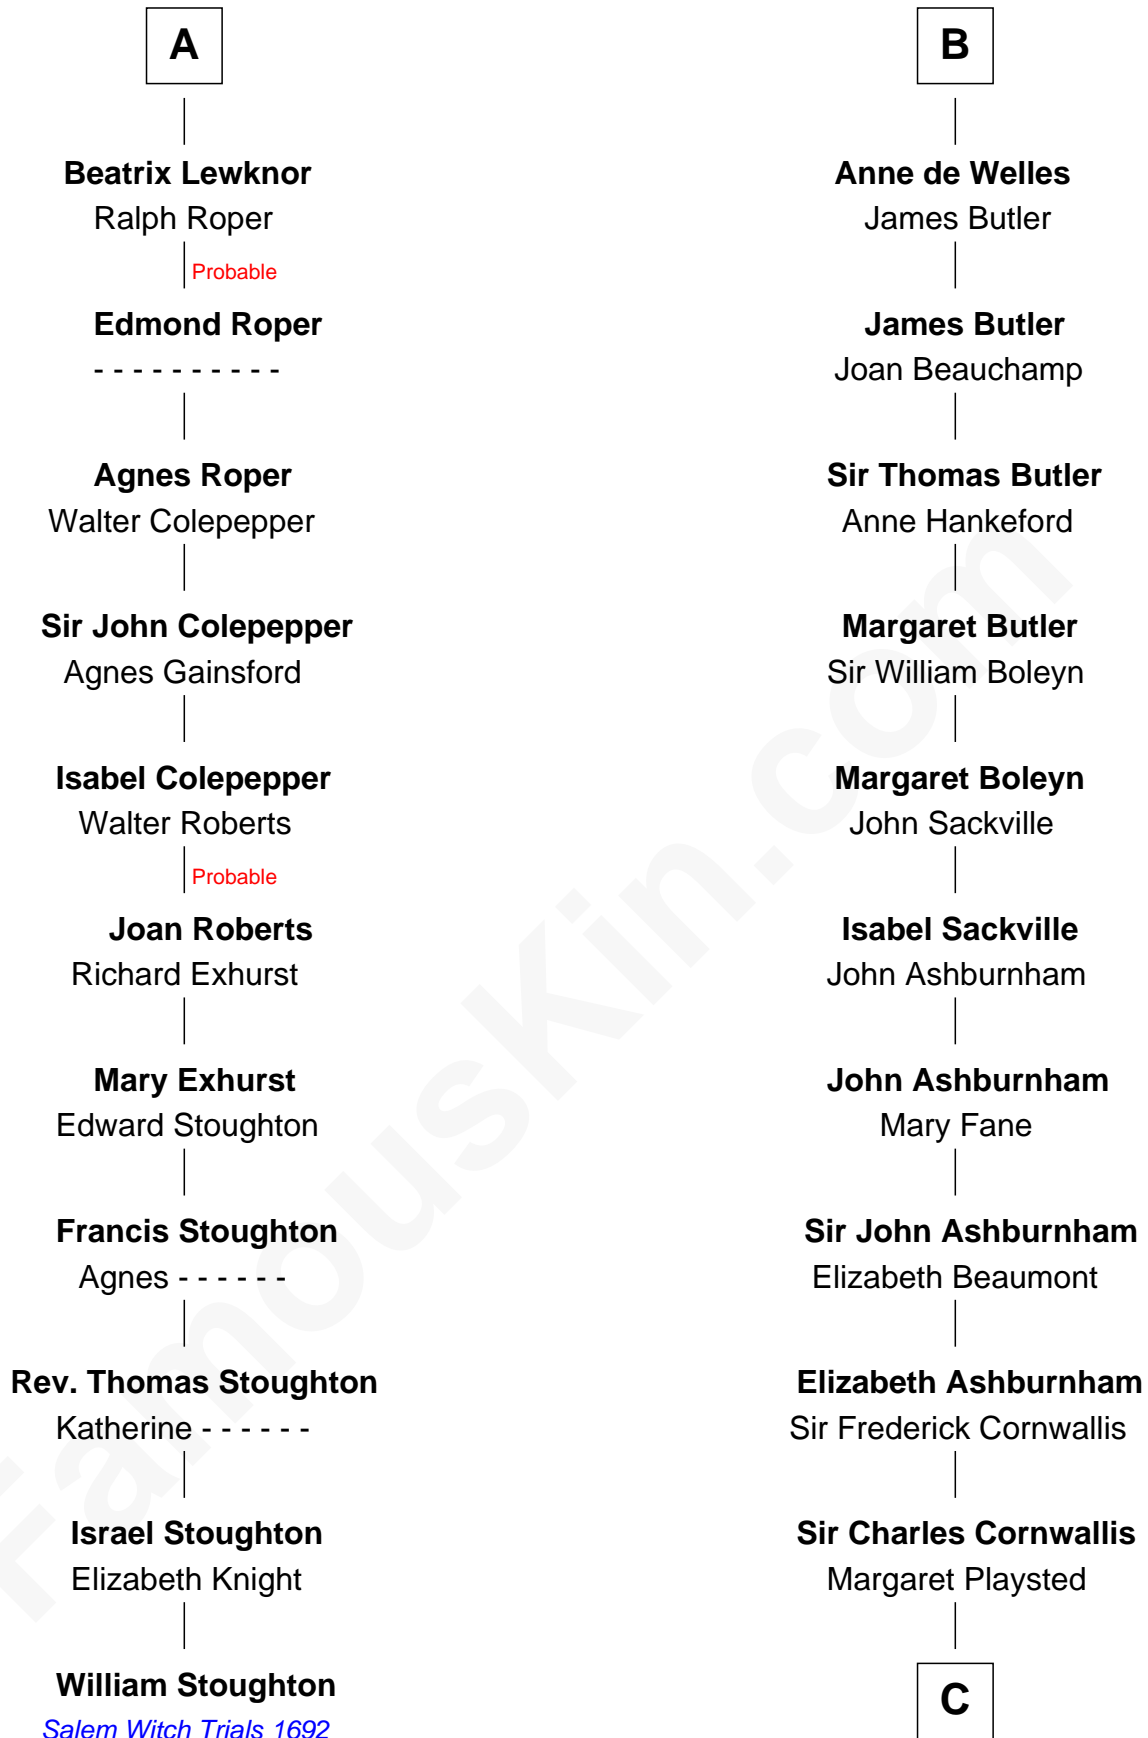 A
Beatrix Lewknor
Ralph Roper
Probable
Edmond Roper
- - - - - - - - - -
Agnes Roper
Walter Colepepper
Sir John Colepepper
Agnes Gainsford
Isabel Colepepper
Walter Roberts
Probable
Joan Roberts
Richard Exhurst
Mary Exhurst
Edward Stoughton
Francis Stoughton
Agnes - - - - - -
Rev. Thomas Stoughton
Katherine - - - - - -
Israel Stoughton
Elizabeth Knight
William Stoughton
Salem Witch Trials 1692
B
Anne de Welles
James Butler
James Butler
Joan Beauchamp
Sir Thomas Butler
Anne Hankeford
Margaret Butler
Sir William Boleyn
Margaret Boleyn
John Sackville
Isabel Sackville
John Ashburnham
John Ashburnham
Mary Fane
Sir John Ashburnham
Elizabeth Beaumont
Elizabeth Ashburnham
Sir Frederick Cornwallis
Sir Charles Cornwallis
Margaret Playsted
C
FamousKin.com